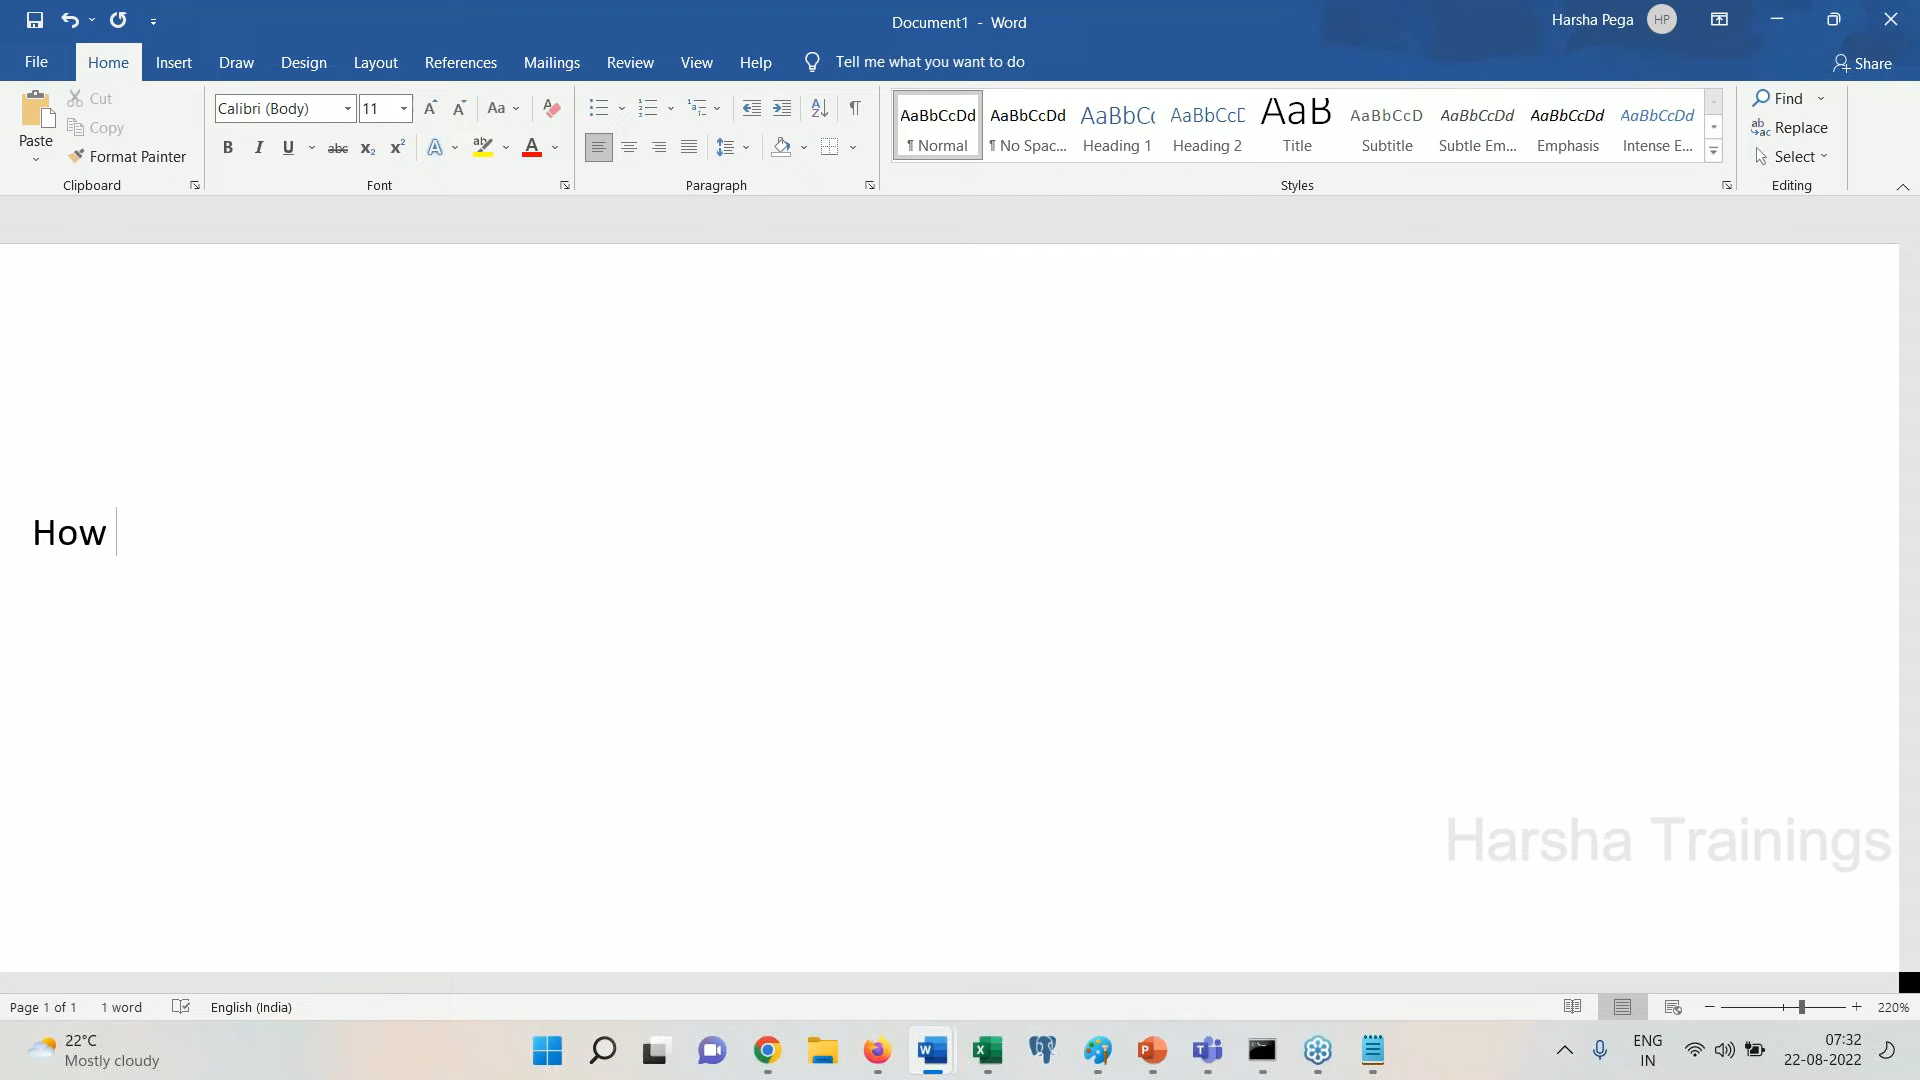 Document1 - Word
Harsha Pega HP
File Home Insert Draw Design Layout References Mailings Review View Help Tell me what you want to do Share
Paste
Cut
Copy
Format Painter
Clipboard
Calibri (Body) 11
Font
Paragraph
AaBbCcDd AaBbCcDd AaBbCc AaBbCcD AaB AaBbCcD AaBbCcDd AaBbCcDd AaBbCcDd
¶ Normal ¶ No Spac... Heading 1 Heading 2 Title Subtitle Subtle Em... Emphasis Intense E...
Styles
Find
Replace
Select
Editing
How
Harsha Trainings
Page 1 of 1 1 word English (India) 220%
22°C
Mostly cloudy
ENG
IN
07:32
22-08-2022